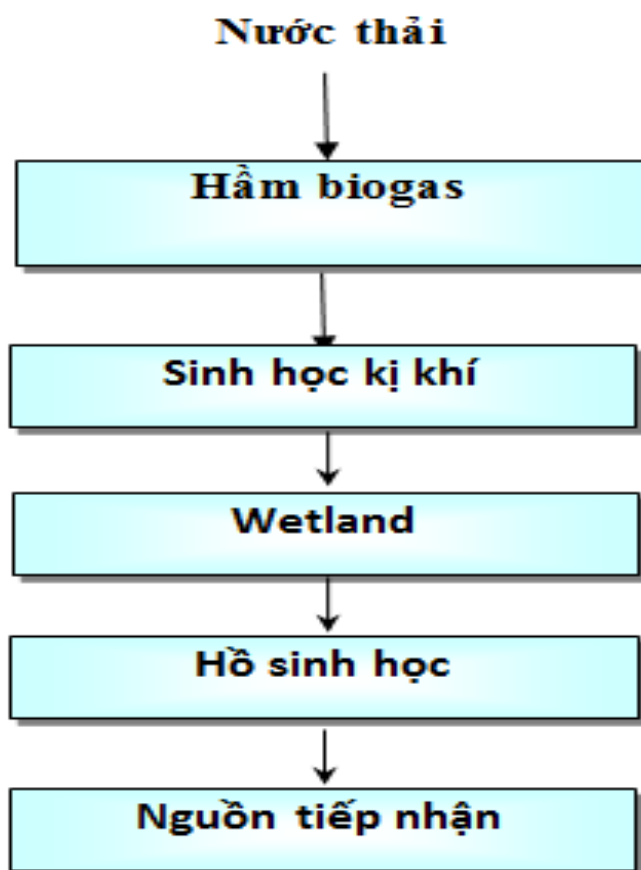 Nước thải
Hầm biogas
Sinh học kị khí
Wetland
Hồ sinh học
Nguồn tiếp nhận